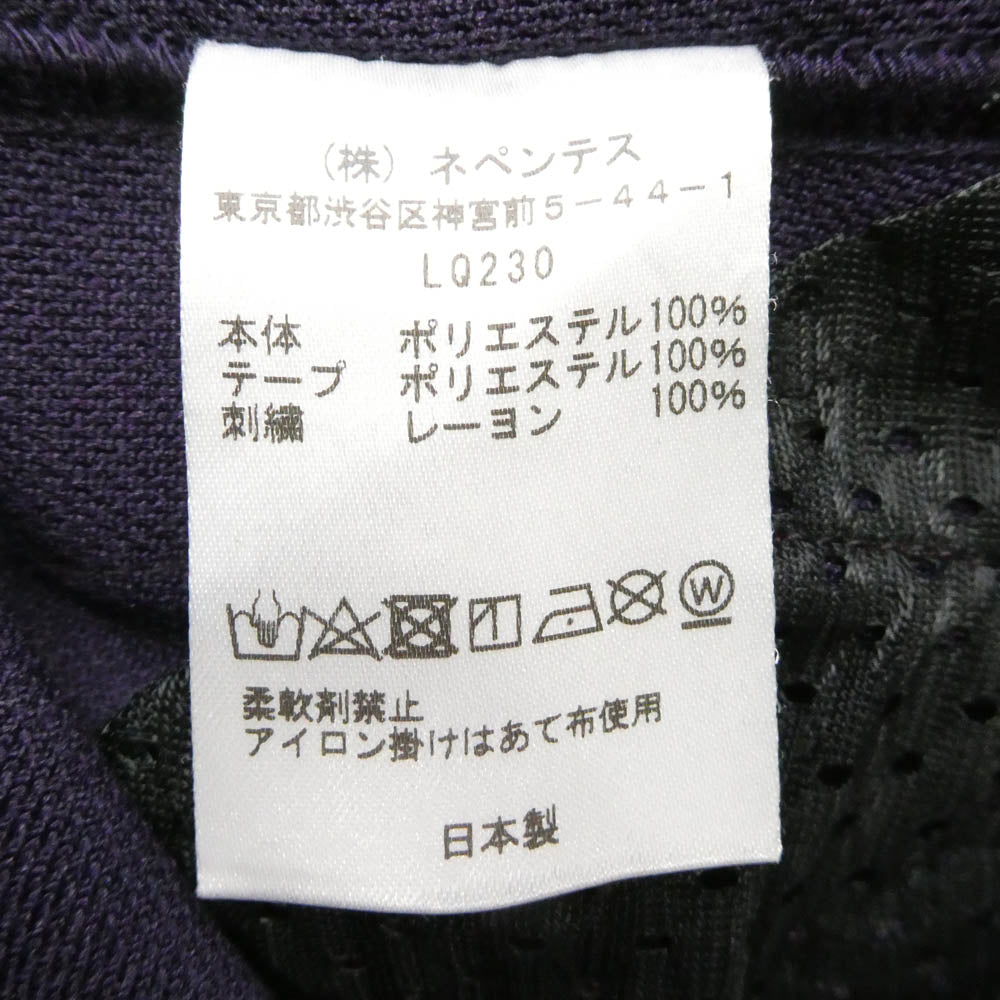 (株) ネペンテス
東京都渋谷区神宮前5-44-1
LQ230
本体 ポリエステル100%
テープ ポリエステル100%
刺繍 レーヨン 100%
W
柔軟剤禁止
アイロン掛けはあて布使用
日本製